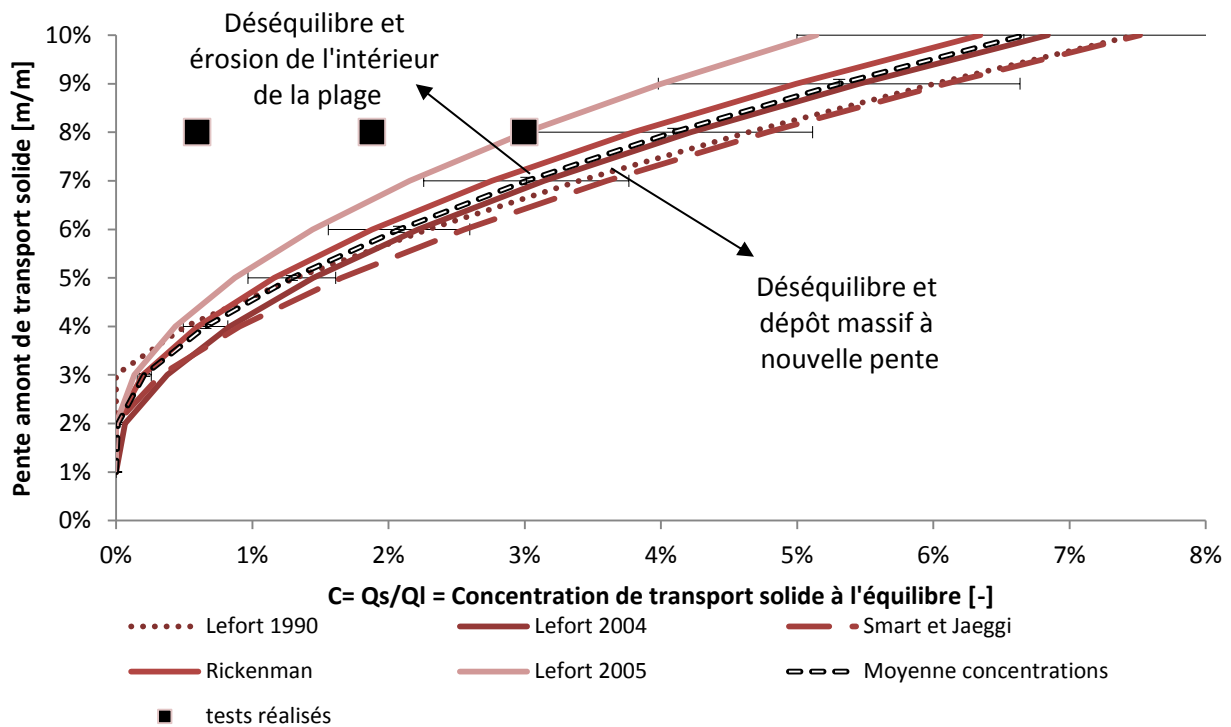 Déséquilibre et
érosion de l'intérieur
de la plage
Pente amont de transport solide [m/m]
10%
9%
8%
7%
6%
5%
4%
3%
2%
1%
0%
Déséquilibre et
dépôt massif à
nouvelle pente
0% 1% 2% 3% 4% 5% 6% 7% 8%
C= Qs/Ql = Concentration de transport solide à l'équilibre [-]
Lefort 1990 Lefort 2004 Smart et Jaeggi
Rickenman Lefort 2005 Moyenne concentrations
tests réalisés